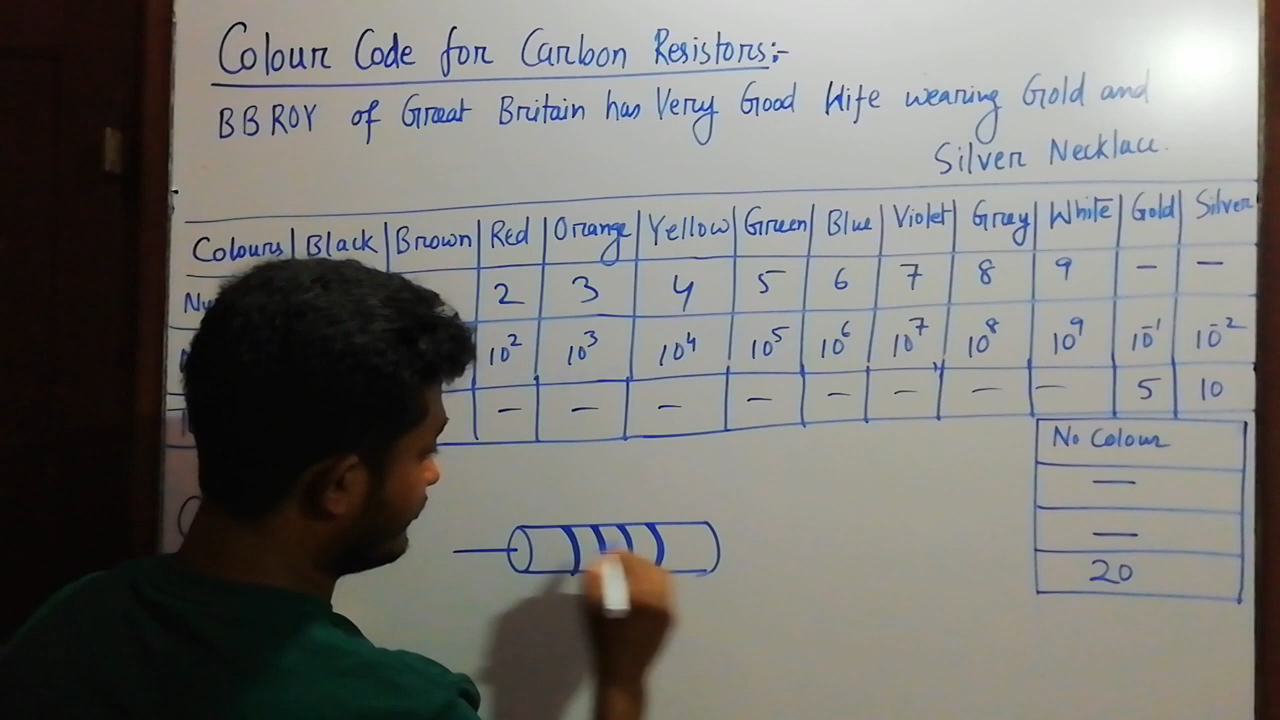 Colour Code for Carbon Resistors:-
BBROY of Great Britain has Very Good Wife wearing Gold and
Silver Necklace.
Colours Black Brown Red Orange Yellow Green Blue Violet Gray White Gold Silver
2 3 4 5 6 7 8 9 — —
10² 10³ 10⁴ 10⁵ 10⁶ 10⁷ 10⁸ 10⁹ 10⁻¹ 10⁻²
— — — — — — — — 5 10
No Colour
—
—
20